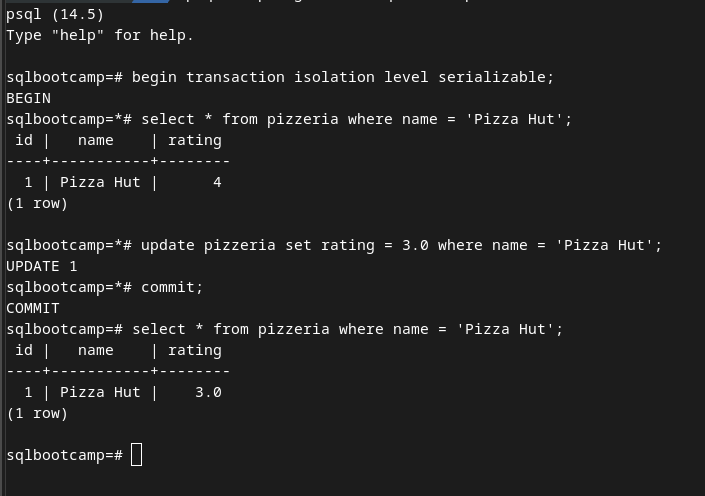 psql (14.5)
Type "help" for help.
sqlbootcamp=# begin transaction isolation level serializable;
BEGIN
sqlbootcamp=*# select * from pizzeria where name = 'Pizza Hut';
 id |   name    | rating
----+-----------+--------
  1 | Pizza Hut |      4
(1 row)
sqlbootcamp=*# update pizzeria set rating = 3.0 where name = 'Pizza Hut';
UPDATE 1
sqlbootcamp=*# commit;
COMMIT
sqlbootcamp=# select * from pizzeria where name = 'Pizza Hut';
 id |   name    | rating
----+-----------+--------
  1 | Pizza Hut |    3.0
(1 row)
sqlbootcamp=#